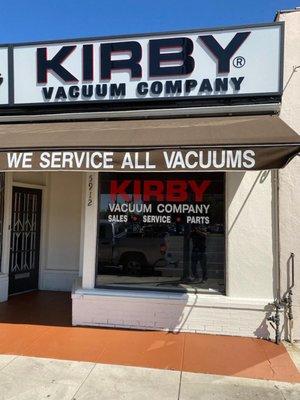 KIRBY®
VACUUM COMPANY
WE SERVICE ALL VACUUMS
5912
KIRBY
VACUUM COMPANY
SALES • SERVICE • PARTS